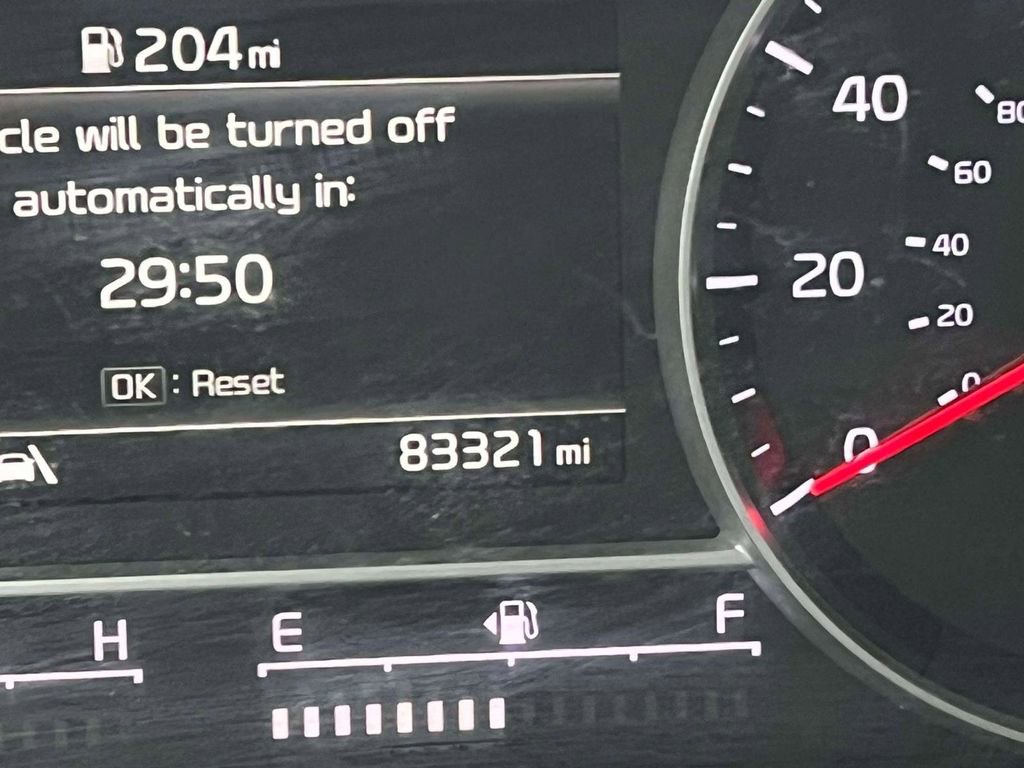 204mi
cle will be turned off
automatically in:
29:50
OK : Reset
83321 mi
H
E
F
40
20
0
80
60
40
20
0